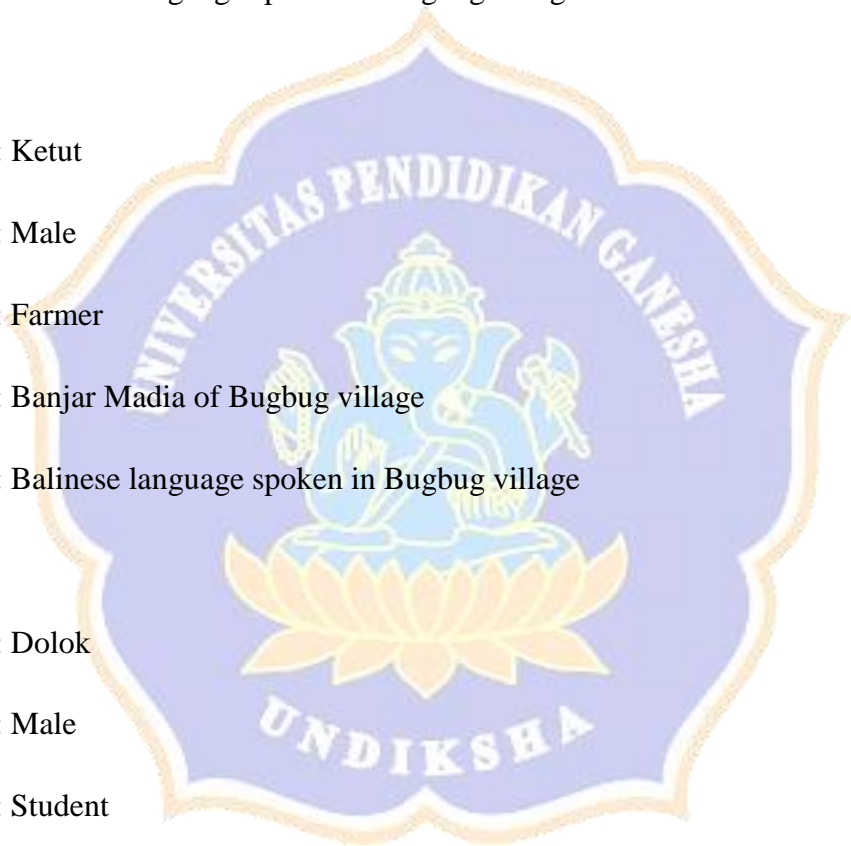 : Ketut
UNIVERSITAS PENDIDIKAN GANESHA
: Male
: Farmer
: Banjar Madia of Bugbug village
: Balinese language spoken in Bugbug village
: Dolok
: Male
UNDIKSHA
: Student